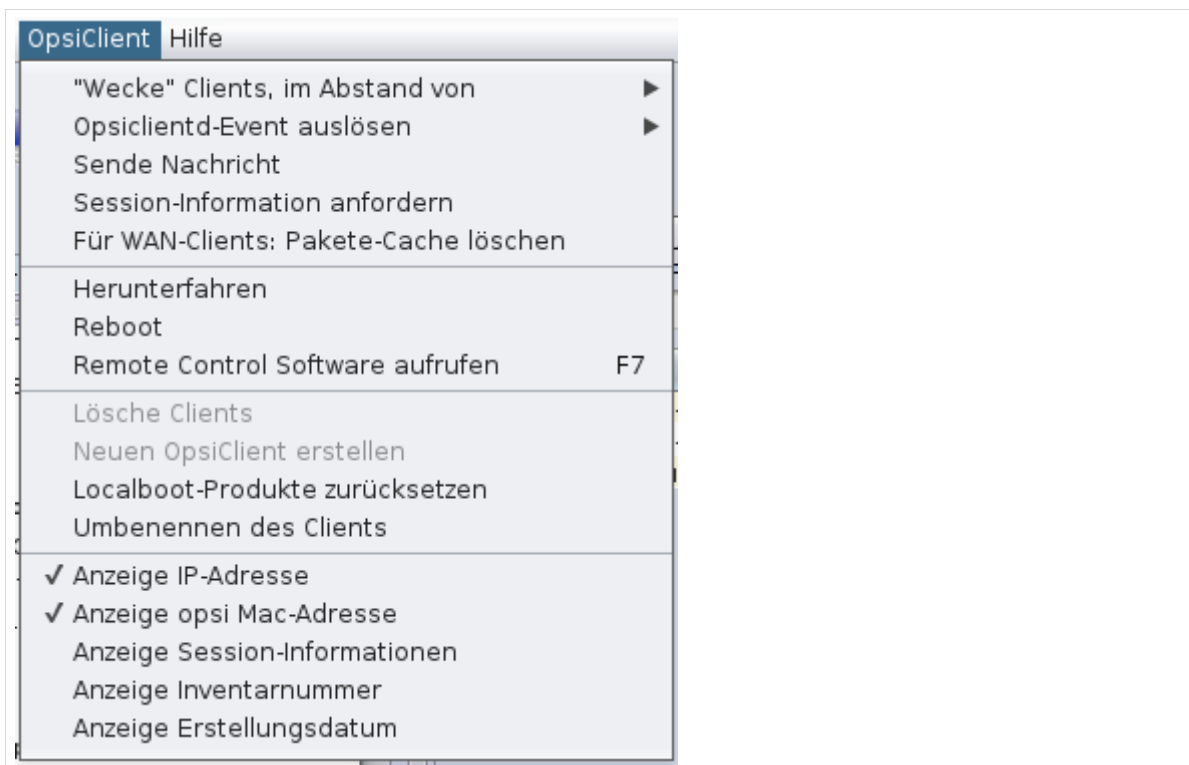 OpsiClient Hilfe
"Wecke" Clients, im Abstand von
Opsiclientd-Event auslösen
Sende Nachricht
Session-Information anfordern
Für WAN-Clients: Pakete-Cache löschen
Herunterfahren
Reboot
Remote Control Software aufrufen F7
Lösche Clients
Neuen OpsiClient erstellen
Localboot-Produkte zurücksetzen
Umbenennen des Clients
Anzeige IP-Adresse
Anzeige opsi Mac-Adresse
Anzeige Session-Informationen
Anzeige Inventarnummer
Anzeige Erstellungsdatum